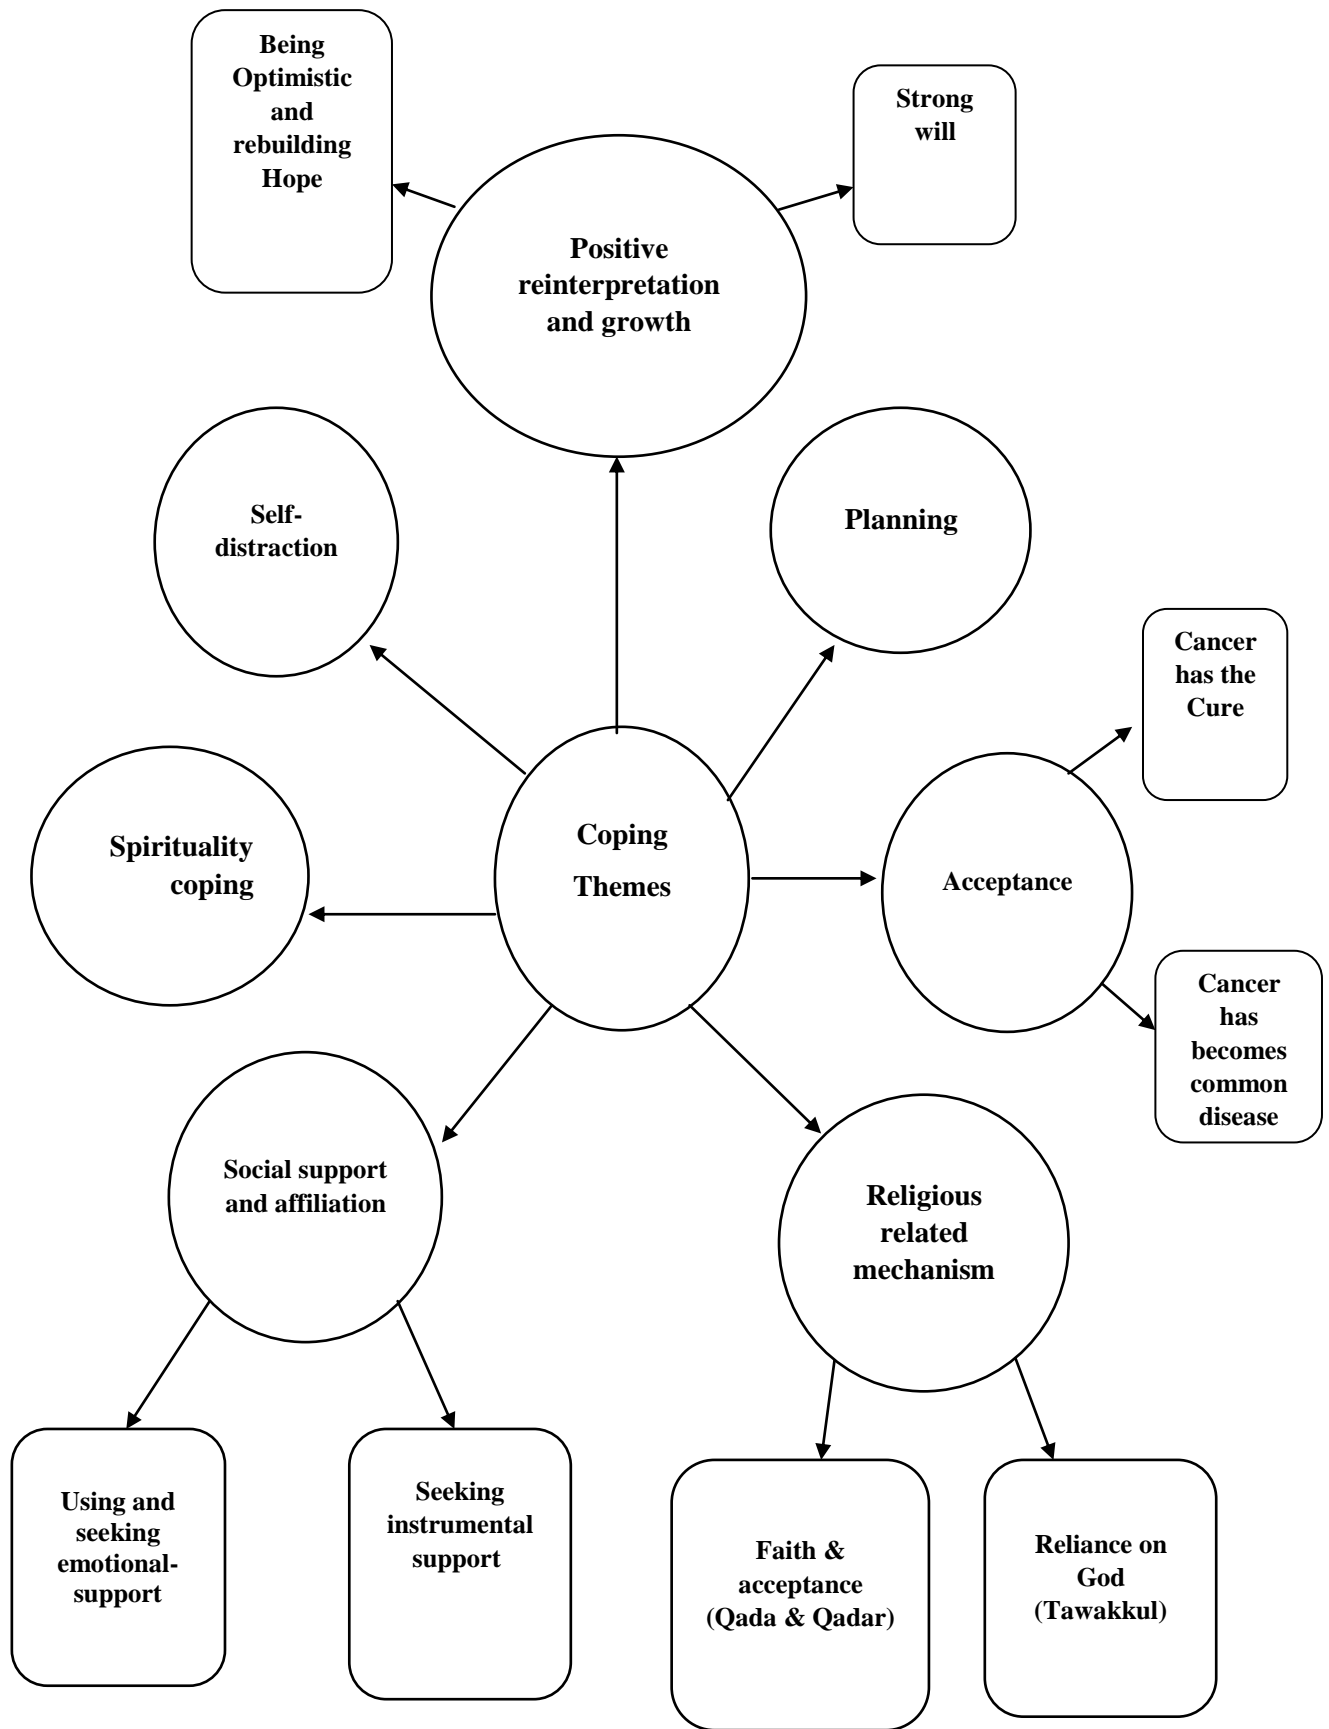 Being
Optimistic
and
rebuilding
Hope
Strong
will
Positive
reinterpretation
and growth
Self-
distraction
Planning
Cancer
has the
Cure
Spirituality
coping
Coping
Themes
Acceptance
Cancer
has
becomes
common
disease
Social support
and affiliation
Religious
related
mechanism
Using and
seeking
emotional-
support
Seeking
instrumental
support
Faith &
acceptance
(Qada & Qadar)
Reliance on
God
(Tawakkul)